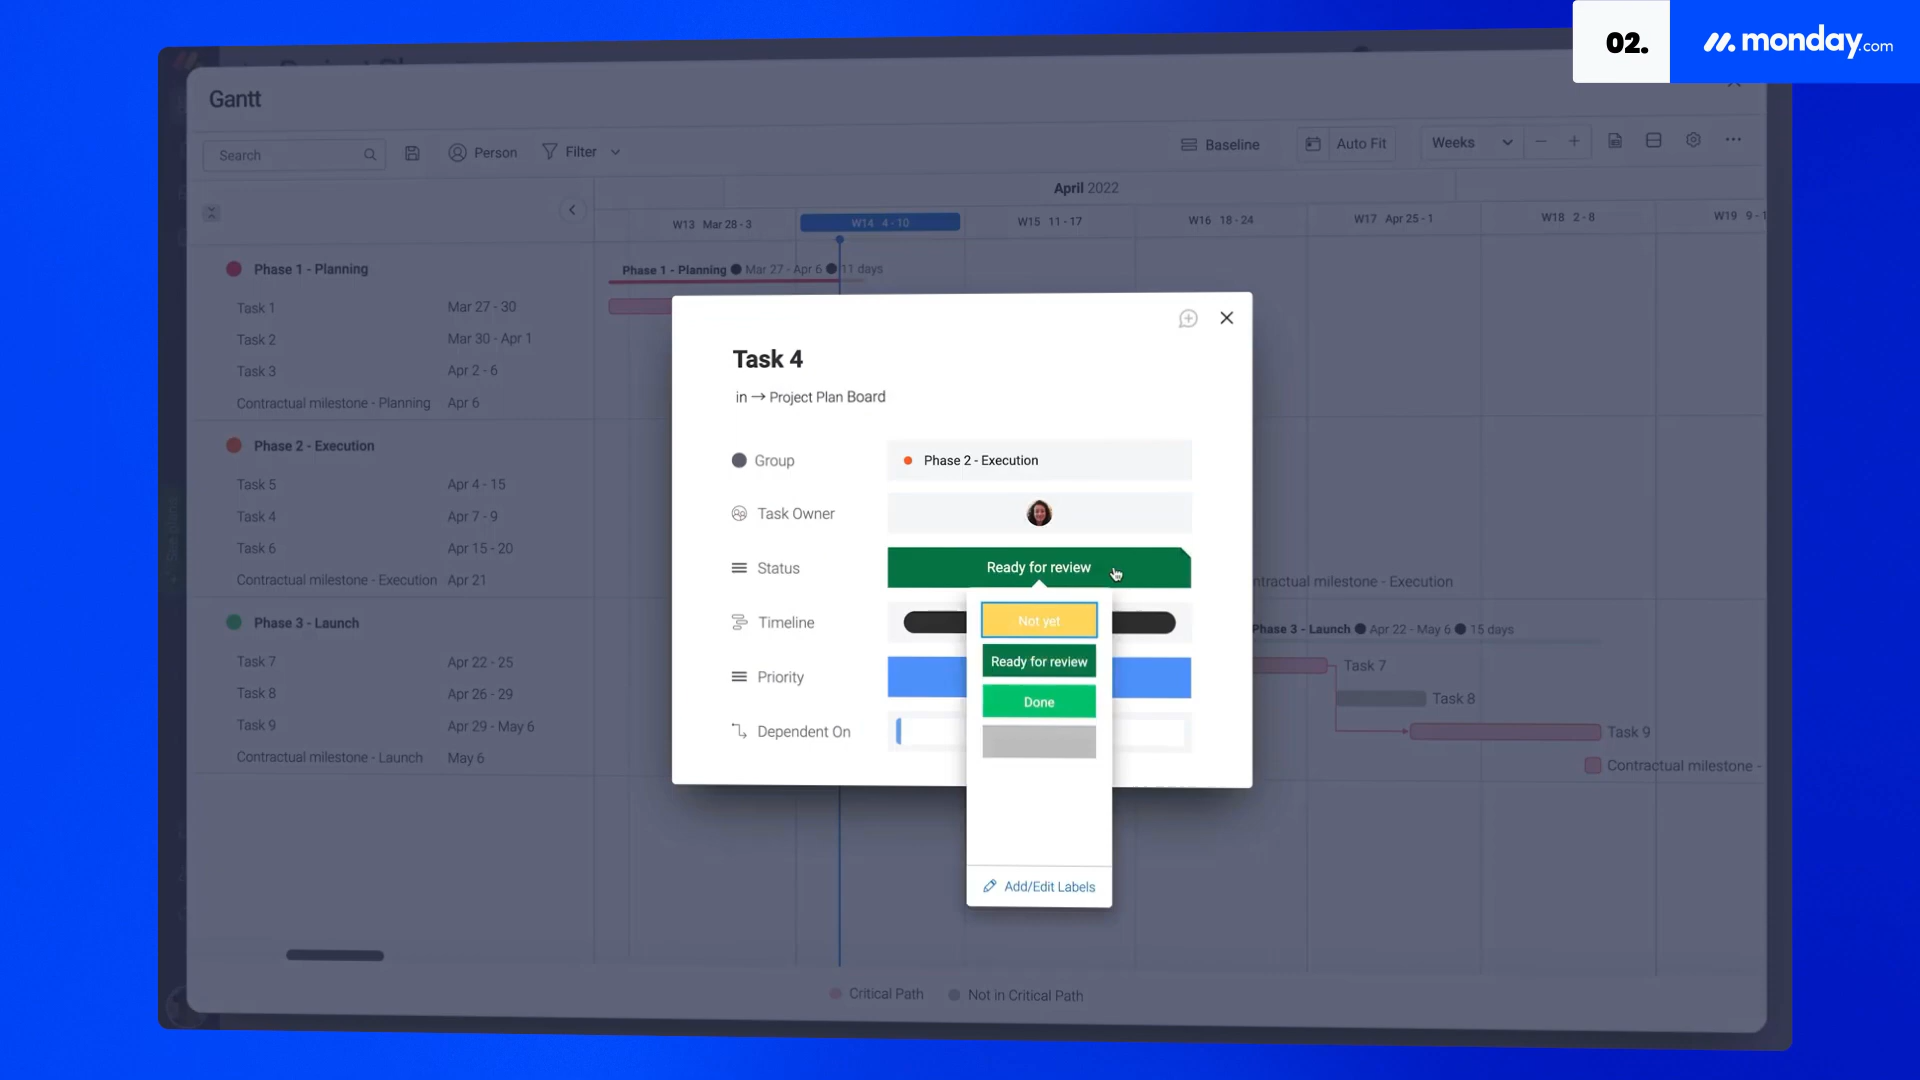 02.
monday.com
Gantt
Search
Person
Filter
Baseline
Auto Fit
Weeks
April 2022
W13 Mar 28 - 3
W14 4 - 10
W15 11 - 17
W16 18 - 24
W17 Apr 25 - 1
W18 2 - 8
W19 9 - 1
Phase 1 - Planning
Phase 1 - Planning ● Mar 27 - Apr 6 ● 11 days
Task 1 Mar 27 - 30
Task 2 Mar 30 - Apr 1
Task 3 Apr 2 - 6
Contractual milestone - Planning Apr 6
Phase 2 - Execution
Task 5 Apr 4 - 15
Task 4 Apr 7 - 9
Task 6 Apr 15 - 20
Contractual milestone - Execution Apr 21
Phase 3 - Launch
Task 7 Apr 22 - 25
Task 8 Apr 26 - 29
Task 9 Apr 29 - May 6
Contractual milestone - Launch May 6
Task 4
in → Project Plan Board
Group
Phase 2 - Execution
Task Owner
Status
Ready for review
Timeline
Priority
Dependent On
Not yet
Ready for review
Done
Add/Edit Labels
ntractual milestone - Execution
Phase 3 - Launch ● Apr 22 - May 6 ● 15 days
Task 7
Task 8
Task 9
Contractual milestone -
Critical Path
Not in Critical Path